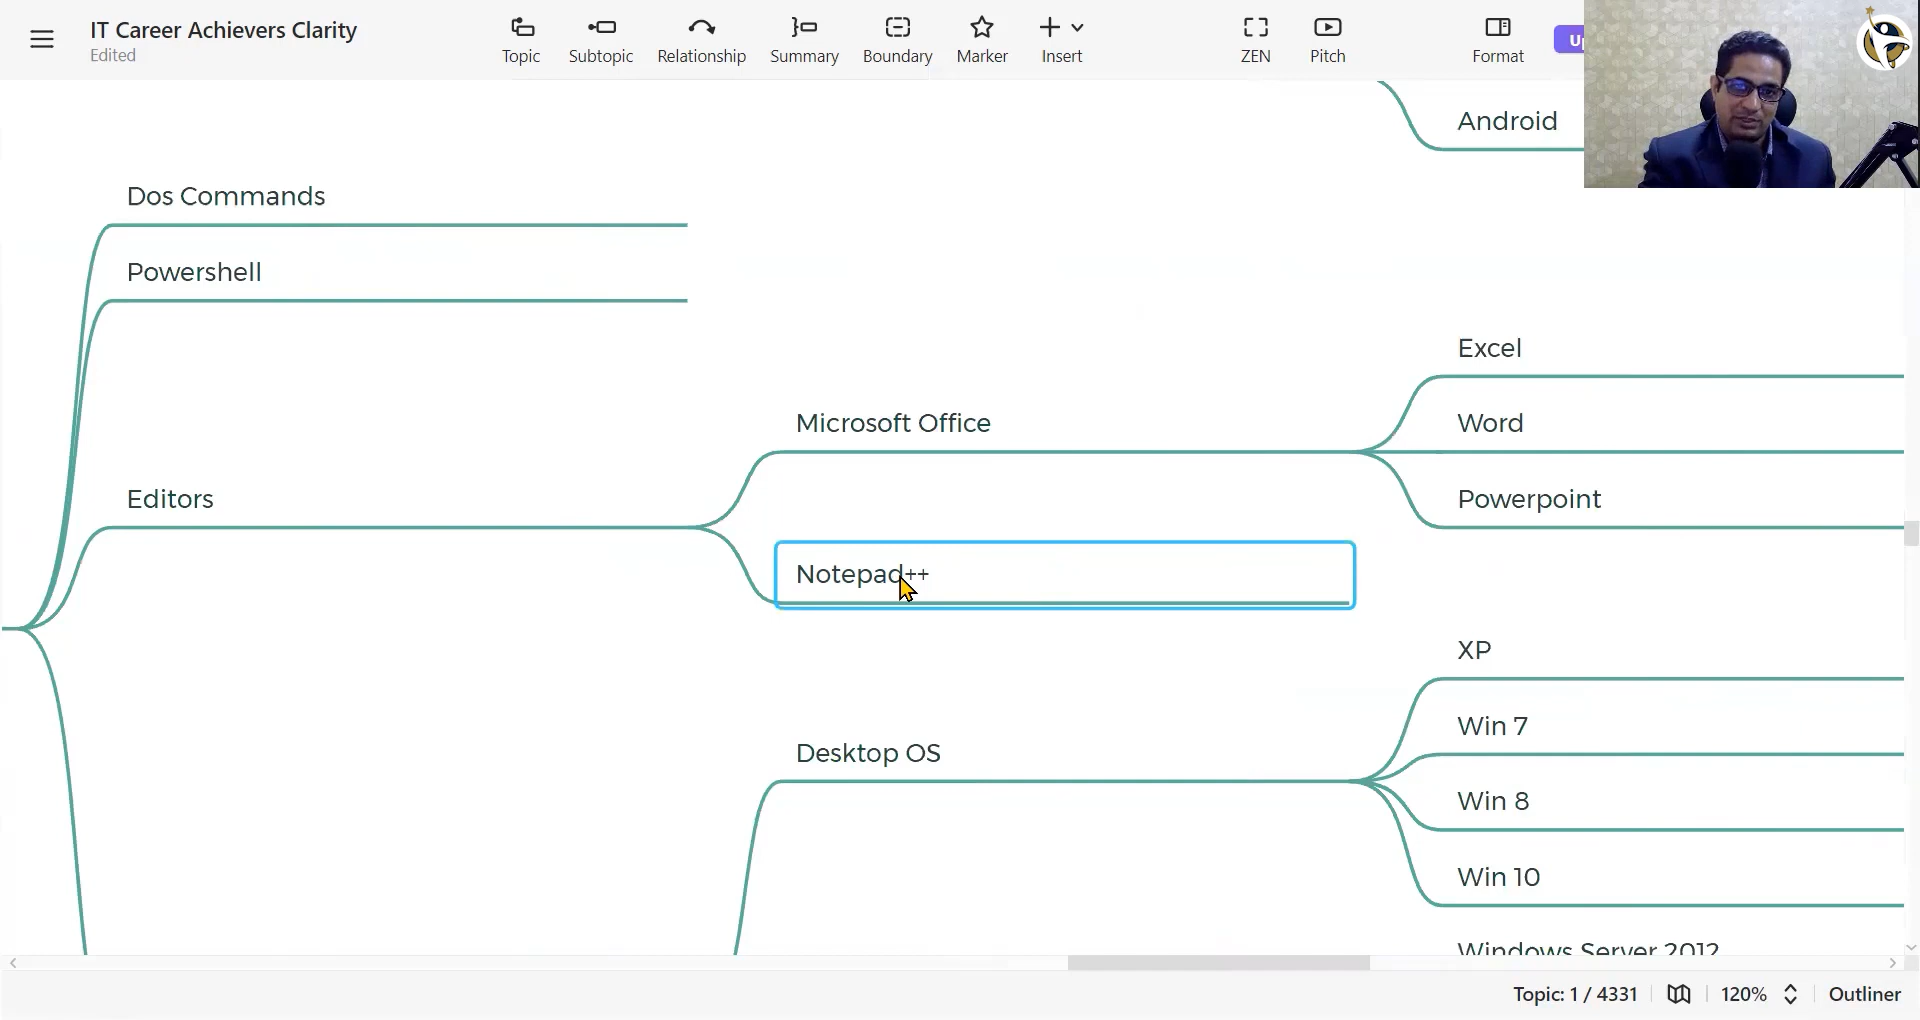 IT Career Achievers Clarity
Edited
Topic
Subtopic
Relationship
Summary
Boundary
Marker
Insert
ZEN
Pitch
Format
Android
Dos Commands
Powershell
Excel
Microsoft Office
Word
Editors
Powerpoint
Notepad++
XP
Win 7
Desktop OS
Win 8
Win 10
Windows Server 2012
Topic: 1 / 4331
120%
Outliner